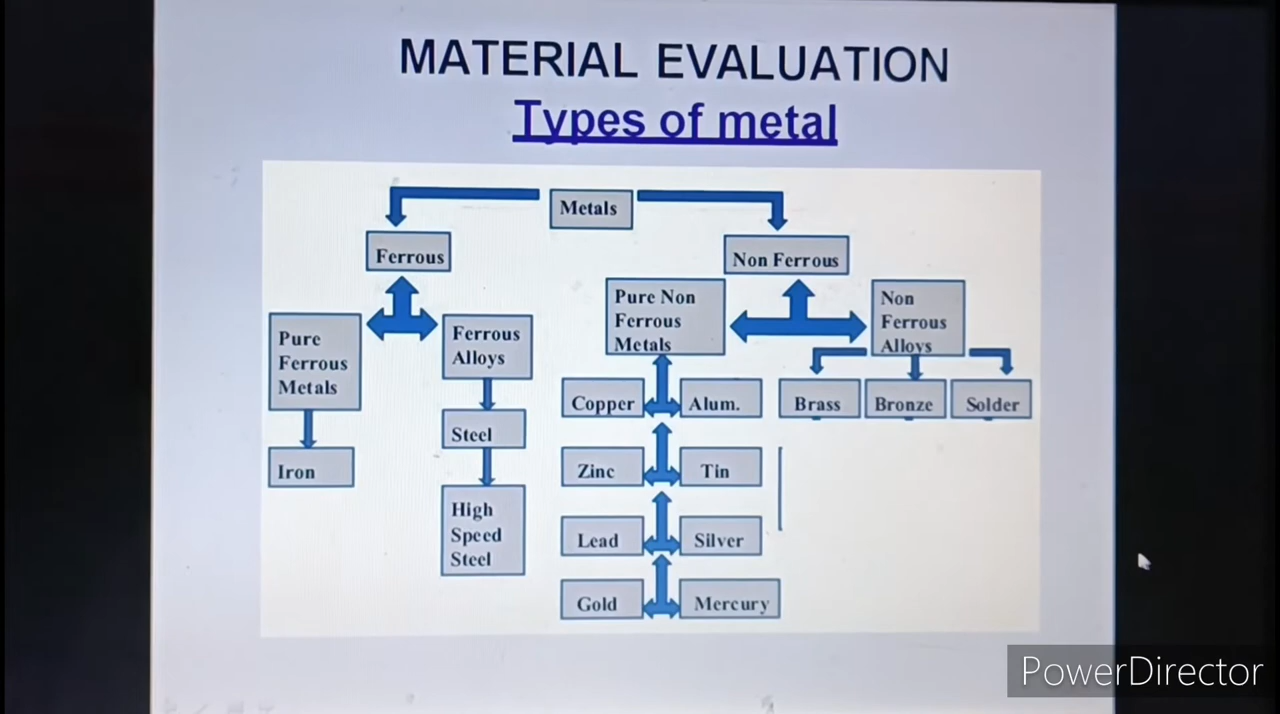 MATERIAL EVALUATION
Types of metal
Metals
Ferrous
Non Ferrous
Pure
Ferrous
Metals
Ferrous
Alloys
Pure Non
Ferrous
Metals
Non
Ferrous
Alloys
Iron
Steel
High
Speed
Steel
Copper
Alum.
Zinc
Tin
Lead
Silver
Gold
Mercury
Brass
Bronze
Solder
PowerDirector